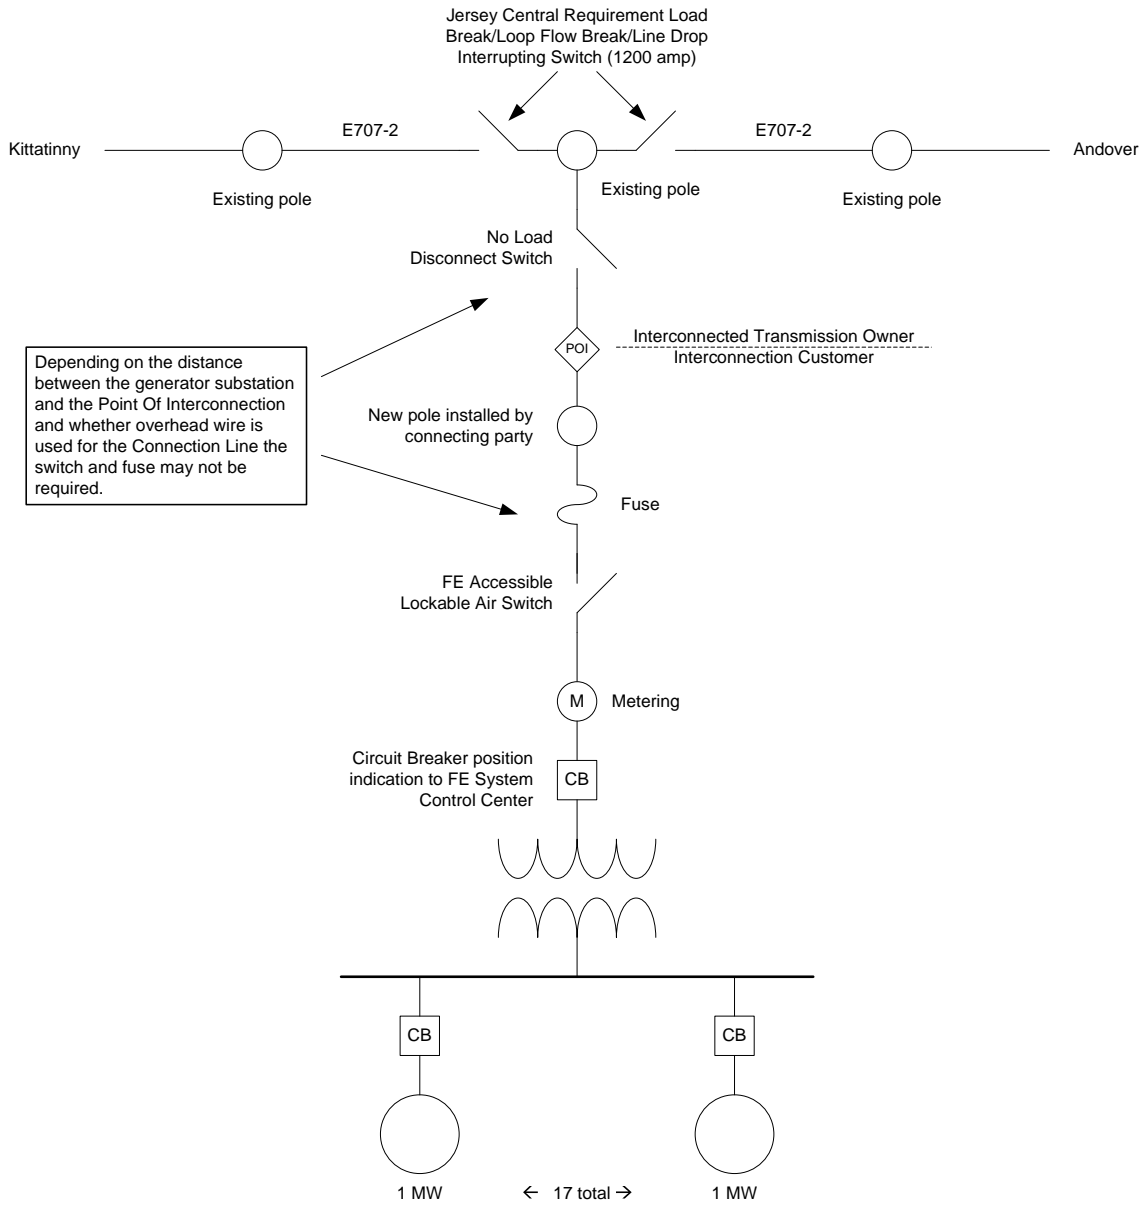 Jersey Central Requirement Load
Break/Loop Flow Break/Line Drop
Interrupting Switch (1200 amp)
Kittatinny
E707-2
E707-2
Andover
Existing pole
Existing pole
Existing pole
No Load
Disconnect Switch
POI
Interconnected Transmission Owner
Interconnection Customer
Depending on the distance
between the generator substation
and the Point Of Interconnection
and whether overhead wire is
used for the Connection Line the
switch and fuse may not be
required.
New pole installed by
connecting party
Fuse
FE Accessible
Lockable Air Switch
M
Metering
Circuit Breaker position
indication to FE System
Control Center
CB
CB
CB
1 MW
← 17 total →
1 MW